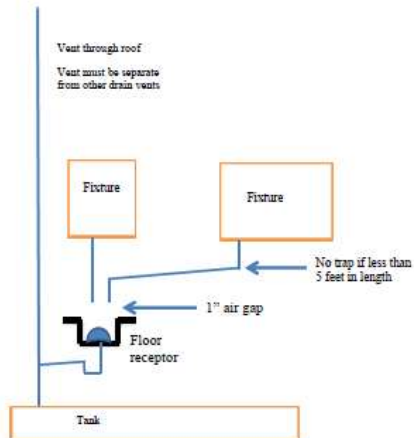 Vent through roof
Vent must be separate
from other drain vents
Fixture
Fixture
No trap if less than
5 feet in length
1” air gap
Floor
receptor
Tank